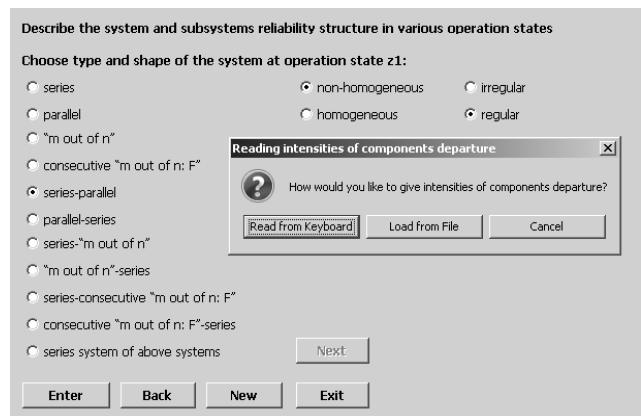 Describe the system and subsystems reliability structure in various operation states
Choose type and shape of the system at operation state z1:
series
non-homogeneous
irregular
parallel
homogeneous
regular
"m out of n"
consecutive "m out of n: F"
series-parallel
parallel-series
series-"m out of n"
"m out of n"-series
series-consecutive "m out of n: F"
consecutive "m out of n: F"-series
series system of above systems
Next
Reading intensities of components departure
How would you like to give intensities of components departure?
Read from Keyboard
Load from File
Cancel
Enter
Back
New
Exit